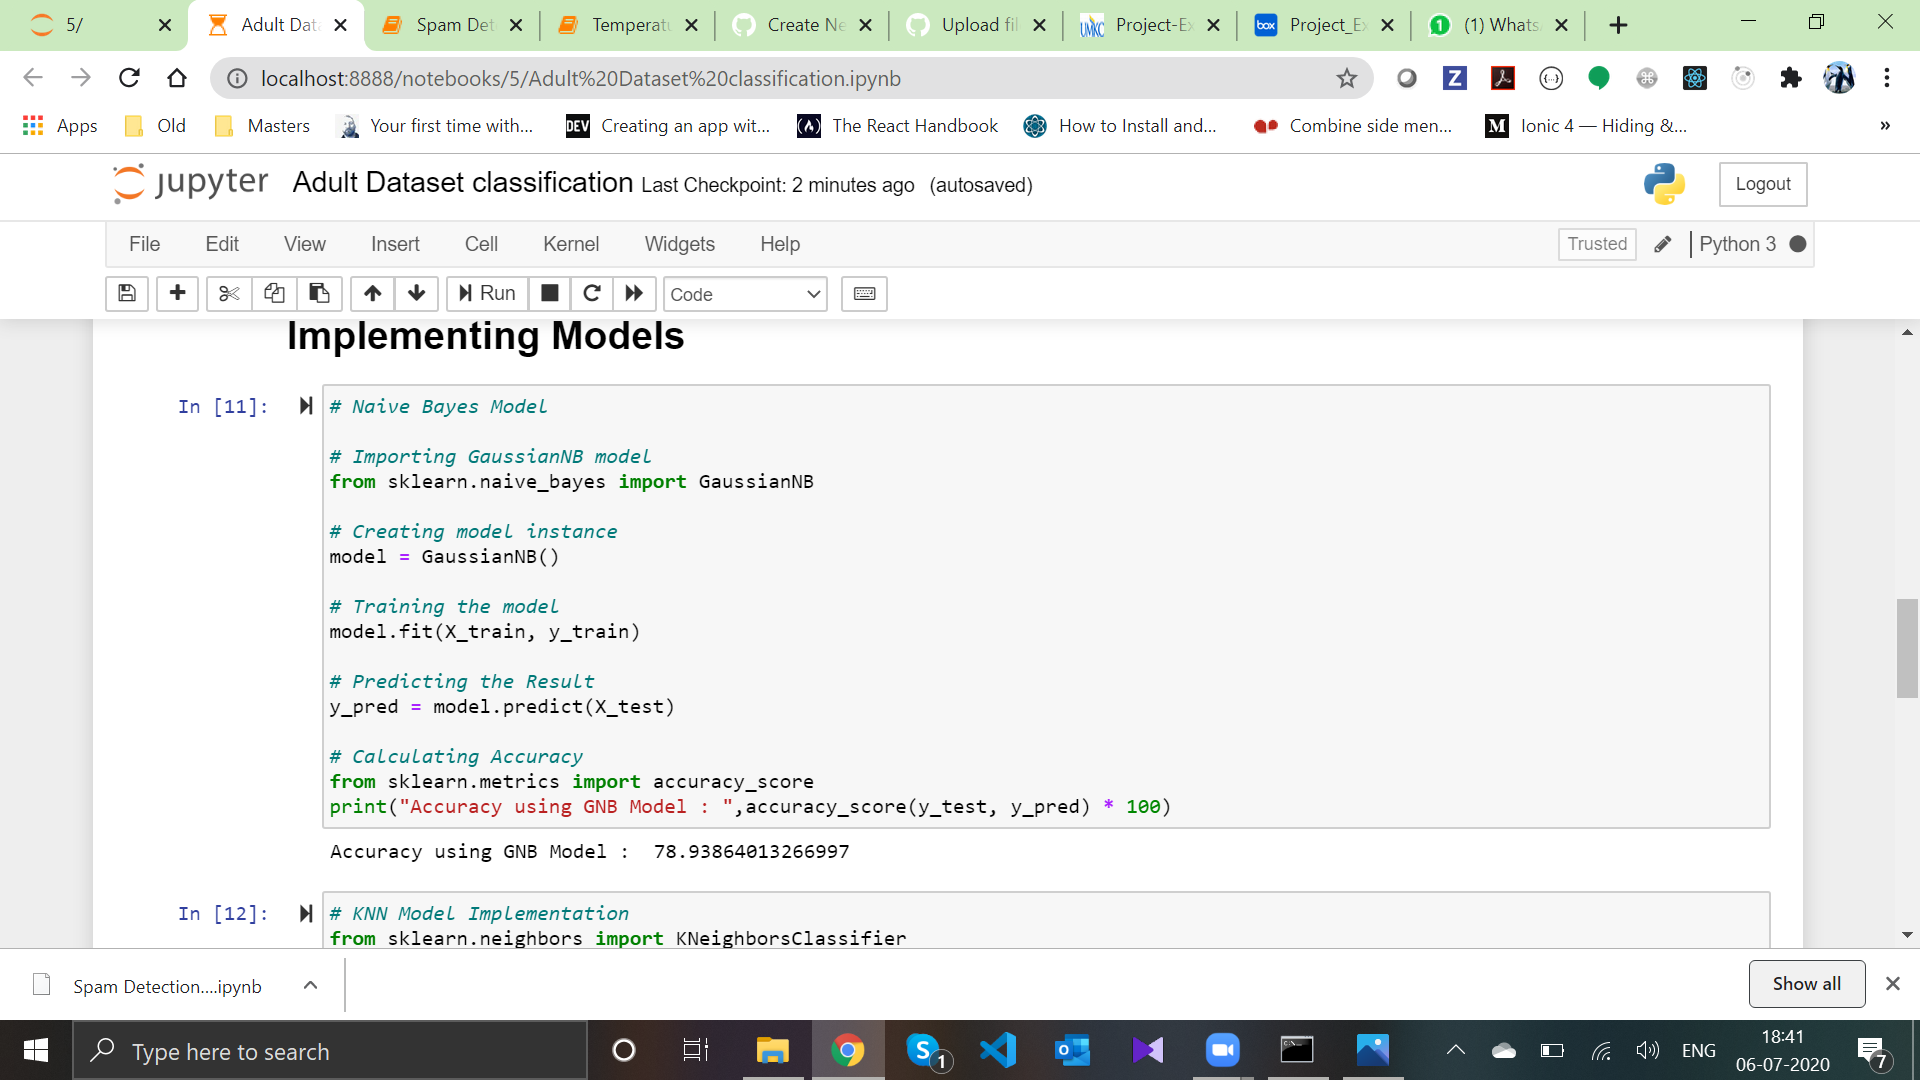 5/
Adult Dat
Spam Det
Temperatu
Create Ne
Upload fil
Project-Ex
Project_Ex
(1) Whats
localhost:8888/notebooks/5/Adult%20Dataset%20classification.ipynb
Apps
Old
Masters
Your first time with...
DEV
Creating an app wit...
The React Handbook
How to Install and...
Combine side men...
Ionic 4 — Hiding &...
»
jupyter
Adult Dataset classification Last Checkpoint: 2 minutes ago (autosaved)
Logout
File Edit View Insert Cell Kernel Widgets Help
Trusted
Python 3
Run
Code
Implementing Models
In [11]:
# Naive Bayes Model
# Importing GaussianNB model
from sklearn.naive_bayes import GaussianNB
# Creating model instance
model = GaussianNB()
# Training the model
model.fit(X_train, y_train)
# Predicting the Result
y_pred = model.predict(X_test)
# Calculating Accuracy
from sklearn.metrics import accuracy_score
print("Accuracy using GNB Model : ",accuracy_score(y_test, y_pred) * 100)
Accuracy using GNB Model :  78.93864013266997
In [12]:
# KNN Model Implementation
from sklearn.neighbors import KNeighborsClassifier
Spam Detection....ipynb
Show all
Type here to search
1
ENG
18:41
06-07-2020
7